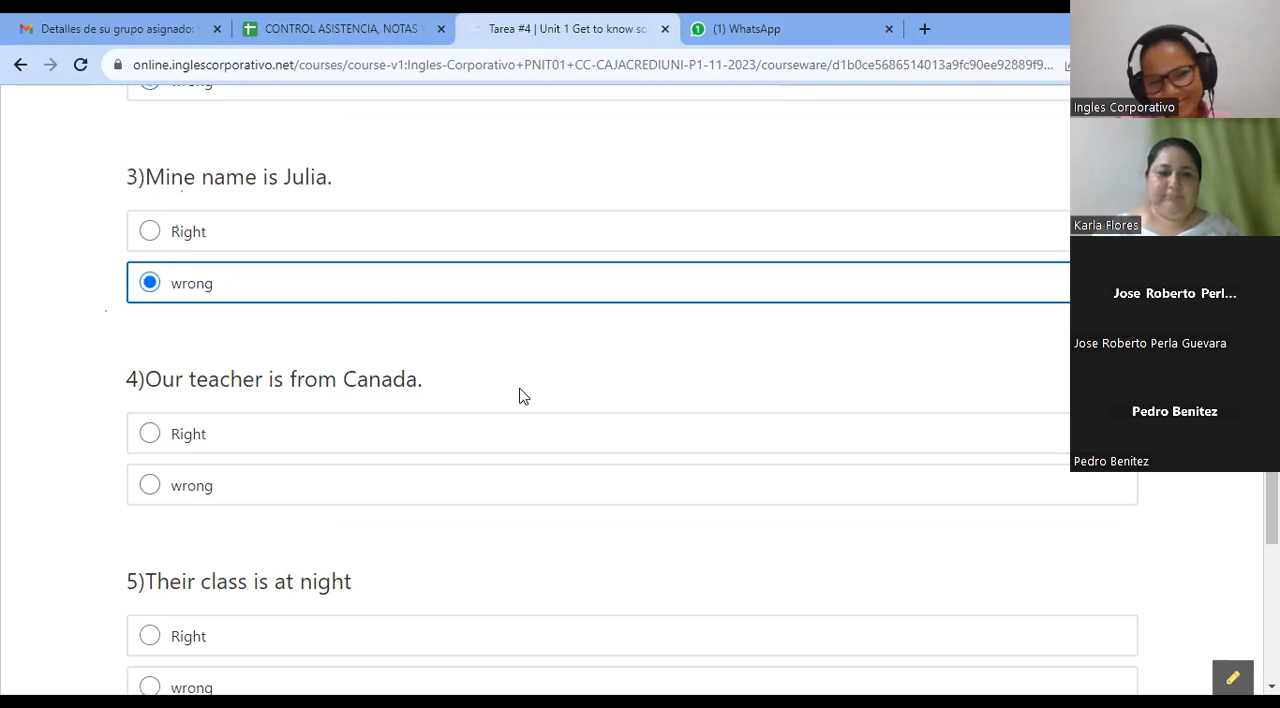 Detalles de su grupo asignado:
CONTROL ASISTENCIA, NOTAS
Tarea #4 | Unit 1 Get to know so
(1) WhatsApp
online.inglescorporativo.net/courses/course-v1:Ingles-Corporativo+PNIT01+CC-CAJACREDIUNI-P1-11-2023/courseware/d1b0ce5686514013a9fc90ee92889f9...
wrong
3)Mine name is Julia.
Right
wrong
4)Our teacher is from Canada.
Right
wrong
5)Their class is at night
Right
wrong
Ingles Corporativo
Karla Flores
Jose Roberto Perl...
Jose Roberto Perla Guevara
Pedro Benitez
Pedro Benitez